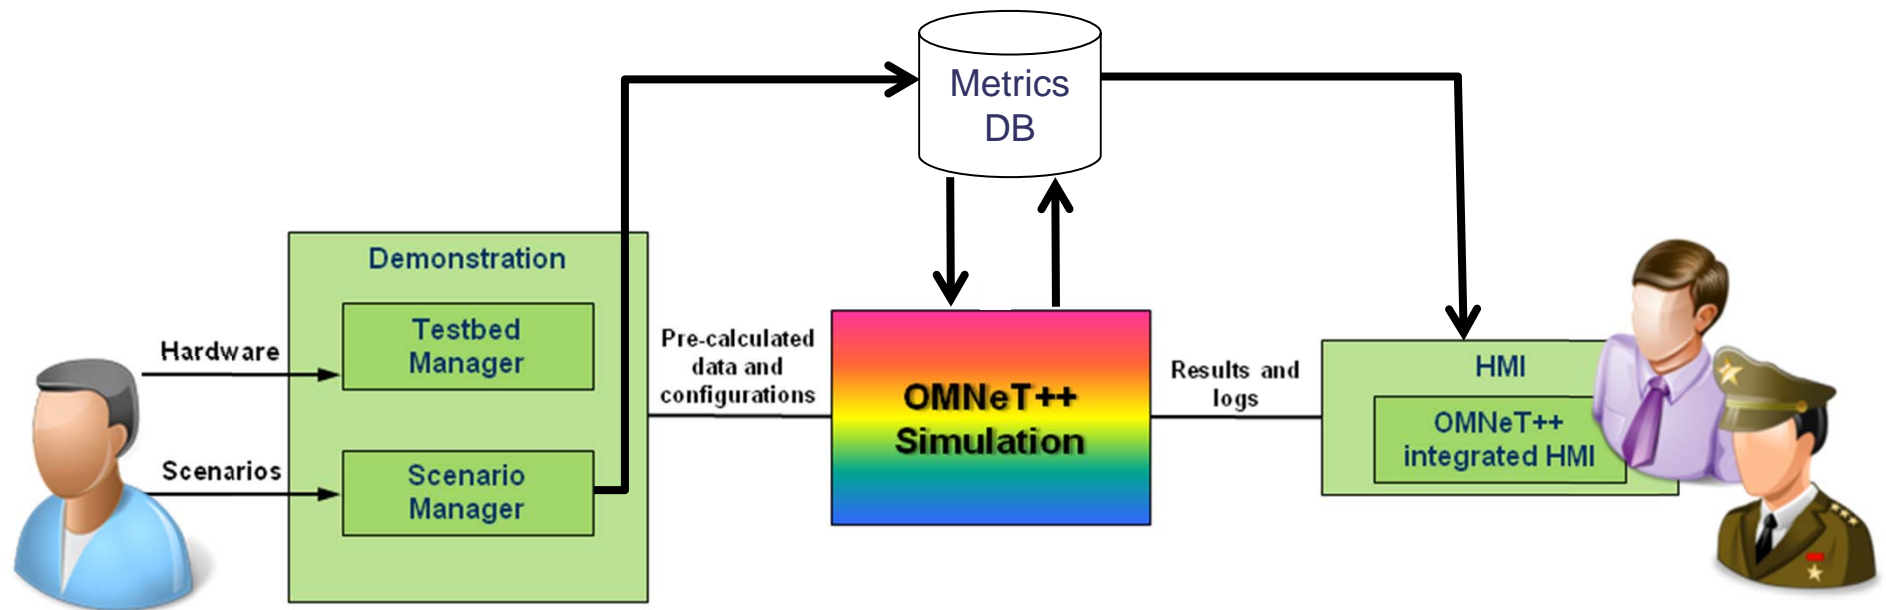 Metrics
DB
Demonstration
Testbed
Manager
Hardware
Scenarios
Scenario
Manager
Pre-calculated
data and
configurations
OMNeT++
Simulation
Results and
logs
HMI
OMNeT++
integrated HMI